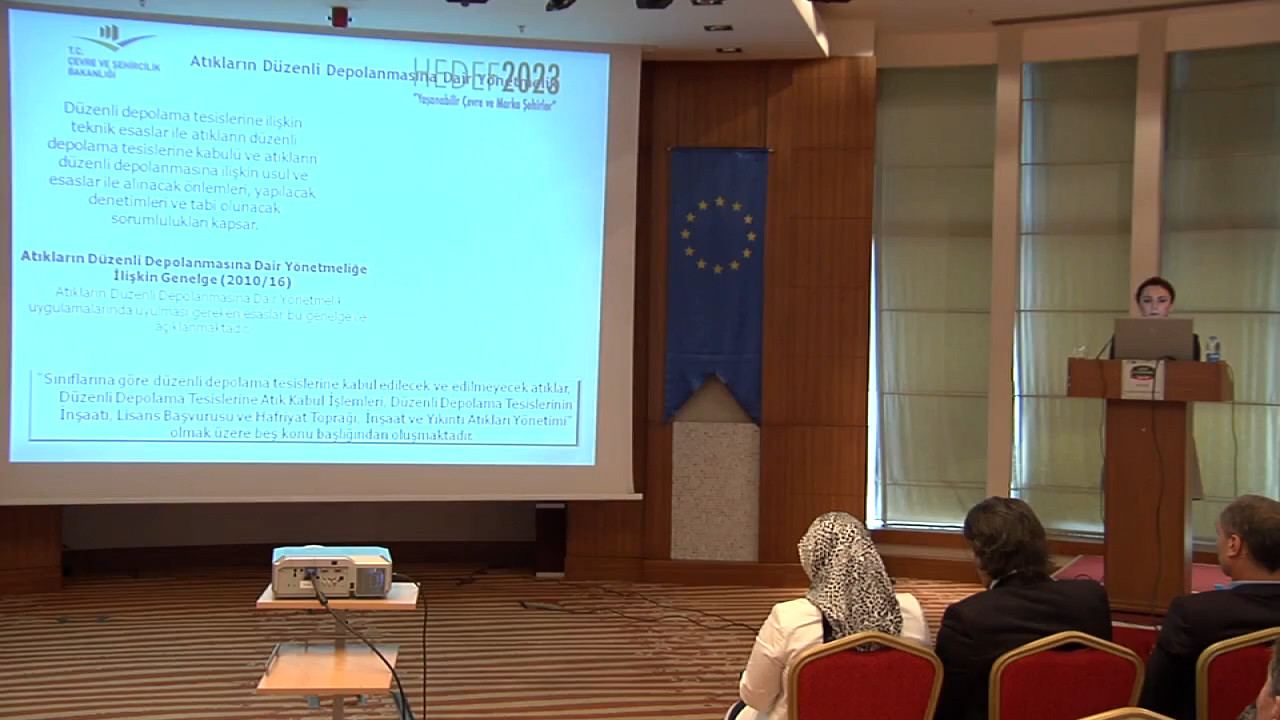 T.C.
ÇEVRE VE ŞEHİRCİLİK
BAKANLIĞI
Atıkların Düzenli Depolanmasına Dair Yönetmelik
HEDEF 2023
"Yaşanabilir Çevre ve Marka Şehirler"
Düzenli depolama tesislerine ilişkin
teknik esaslar ile atıkların düzenli
depolama tesislerine kabulü ve atıkların
düzenli depolanmasına ilişkin usul ve
esaslar ile alınacak önlemleri, yapılacak
denetimleri ve tabi olunacak
sorumlulukları kapsar.
Atıkların Düzenli Depolanmasına Dair Yönetmeliğe
İlişkin Genelge (2010/16)
Atıkların Düzenli Depolanmasına Dair Yönetmelik
uygulamalarında uyulması gereken esaslar bu genelge ile
açıklanmaktadır.
"Sınıflarına göre düzenli depolama tesislerine kabul edilecek ve edilmeyecek atıklar,
Düzenli Depolama Tesislerine Atık Kabul İşlemleri, Düzenli Depolama Tesislerinin
İnşaatı, Lisans Başvurusu ve Hafriyat Toprağı, İnşaat ve Yıkıntı Atıkları Yönetimi"
olmak üzere beş konu başlığından oluşmaktadır.